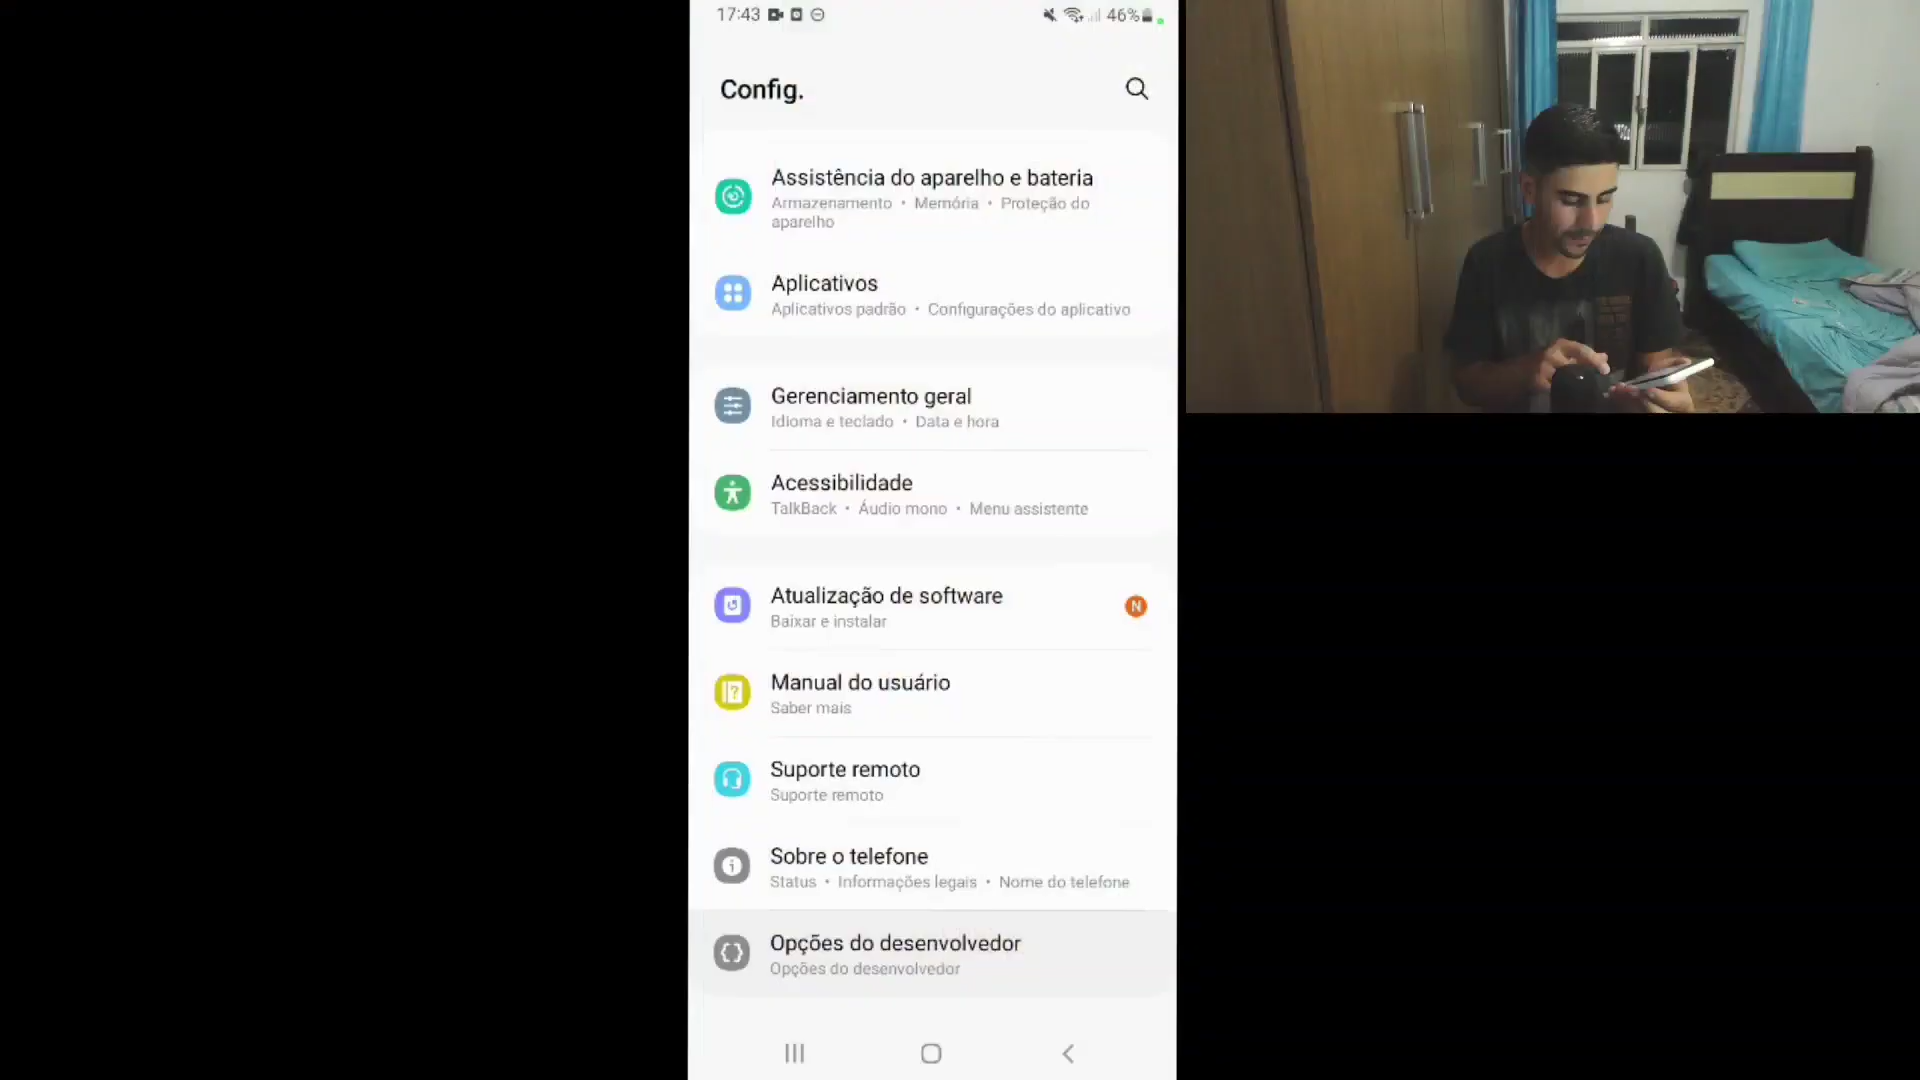 17:43
46%
Config.
Assistência do aparelho e bateria
Armazenamento • Memória • Proteção do
aparelho
Aplicativos
Aplicativos padrão • Configurações do aplicativo
Gerenciamento geral
Idioma e teclado • Data e hora
Acessibilidade
TalkBack • Áudio mono • Menu assistente
Atualização de software
N
Baixar e instalar
Manual do usuário
Saber mais
Suporte remoto
Suporte remoto
Sobre o telefone
Status • Informações legais • Nome do telefone
Opções do desenvolvedor
Opções do desenvolvedor